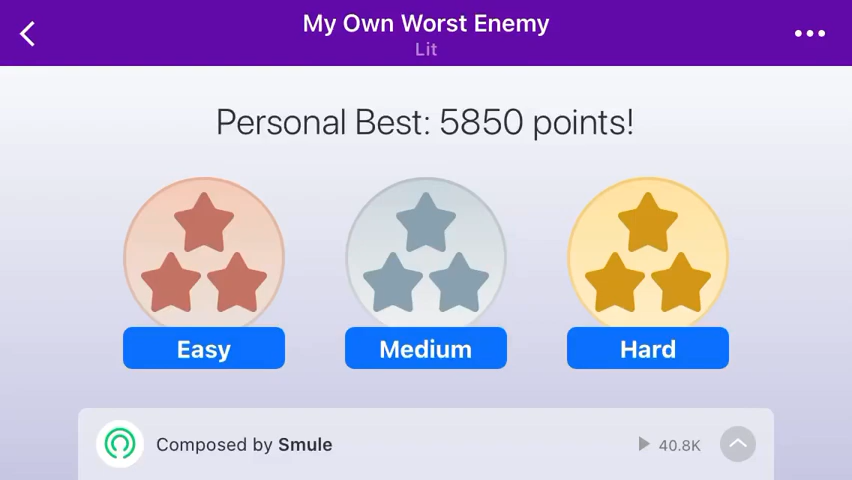 My Own Worst Enemy
Lit
Personal Best: 5850 points!
Easy
Medium
Hard
Composed by Smule
40.8K